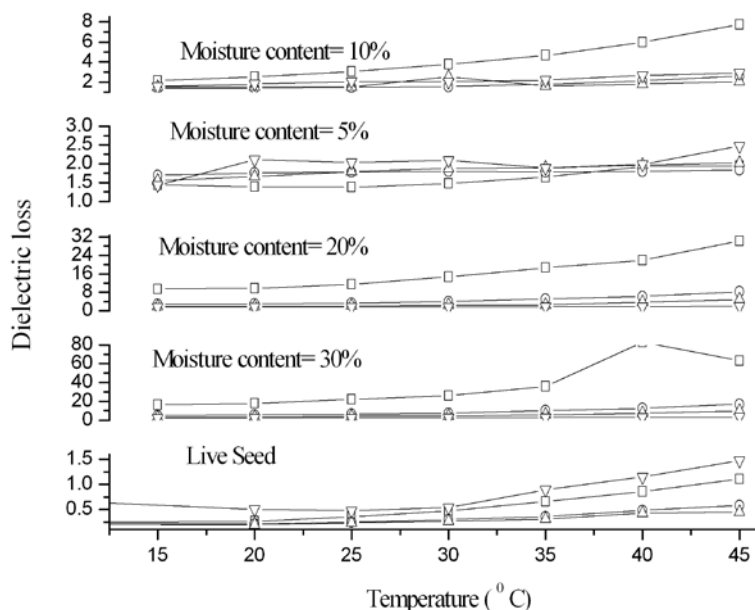 8
6
4
2
Moisture content= 10%
3.0
2.5
2.0
1.5
1.0
Moisture content= 5%
32
24
16
8
0
Moisture content= 20%
80
60
40
20
0
Moisture content= 30%
1.5
1.0
0.5
Live Seed
Dielectric loss
15 20 25 30 35 40 45
Temperature ( ° C)